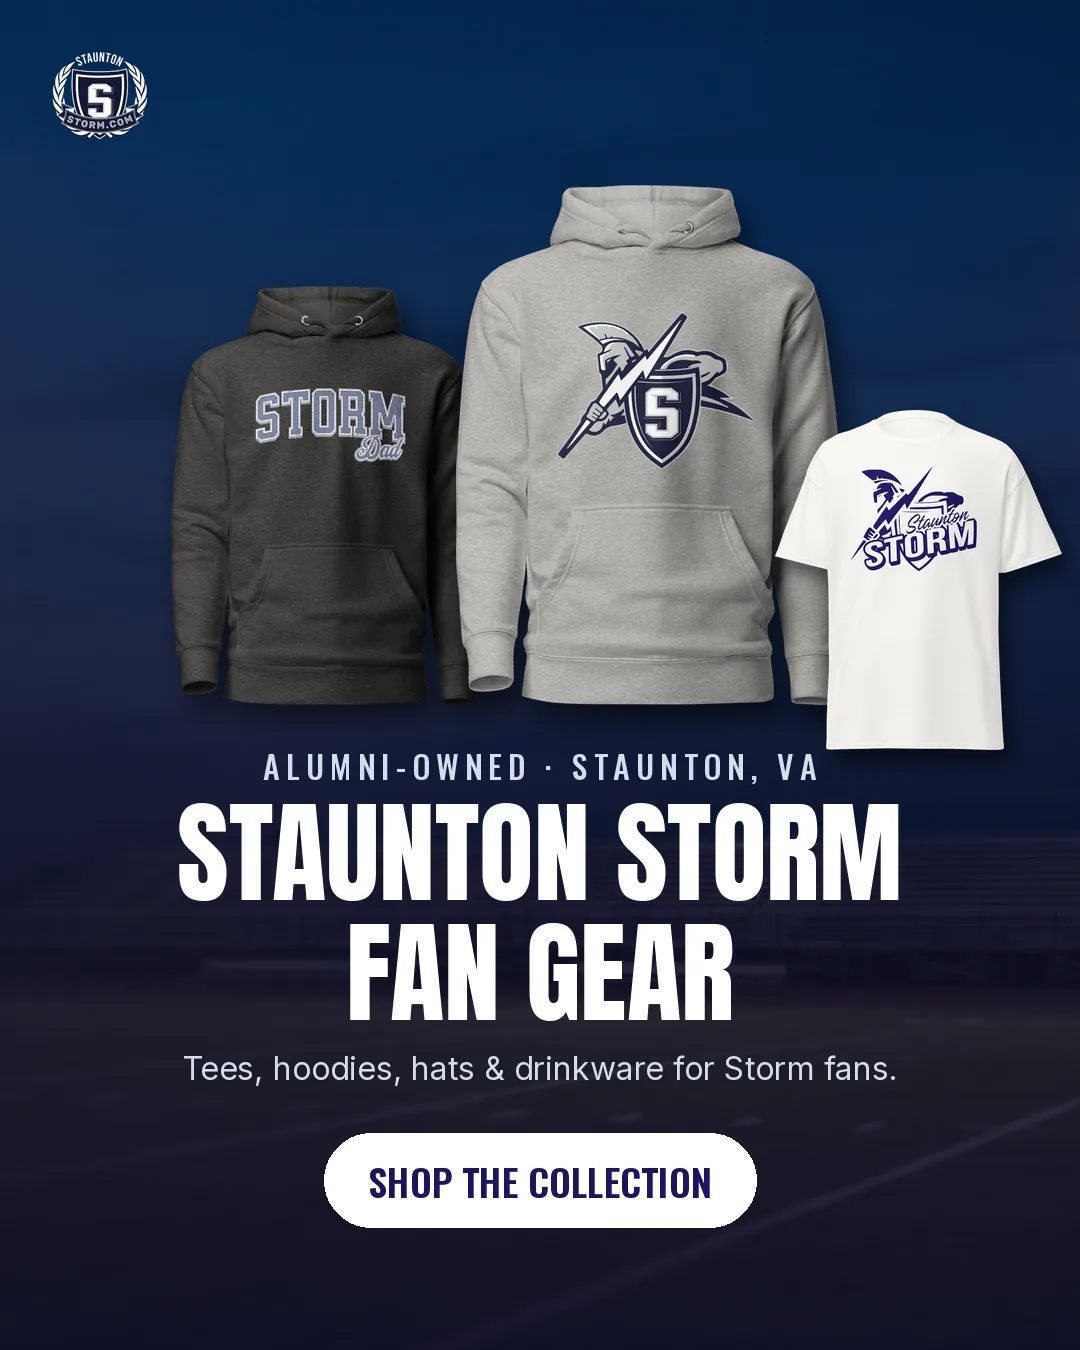 STAUNTON
S
STORM.COM
STORM
Dad
S
Staunton
STORM
ALUMNI-OWNED · STAUNTON, VA
STAUNTON STORM
FAN GEAR
Tees, hoodies, hats & drinkware for Storm fans.
SHOP THE COLLECTION